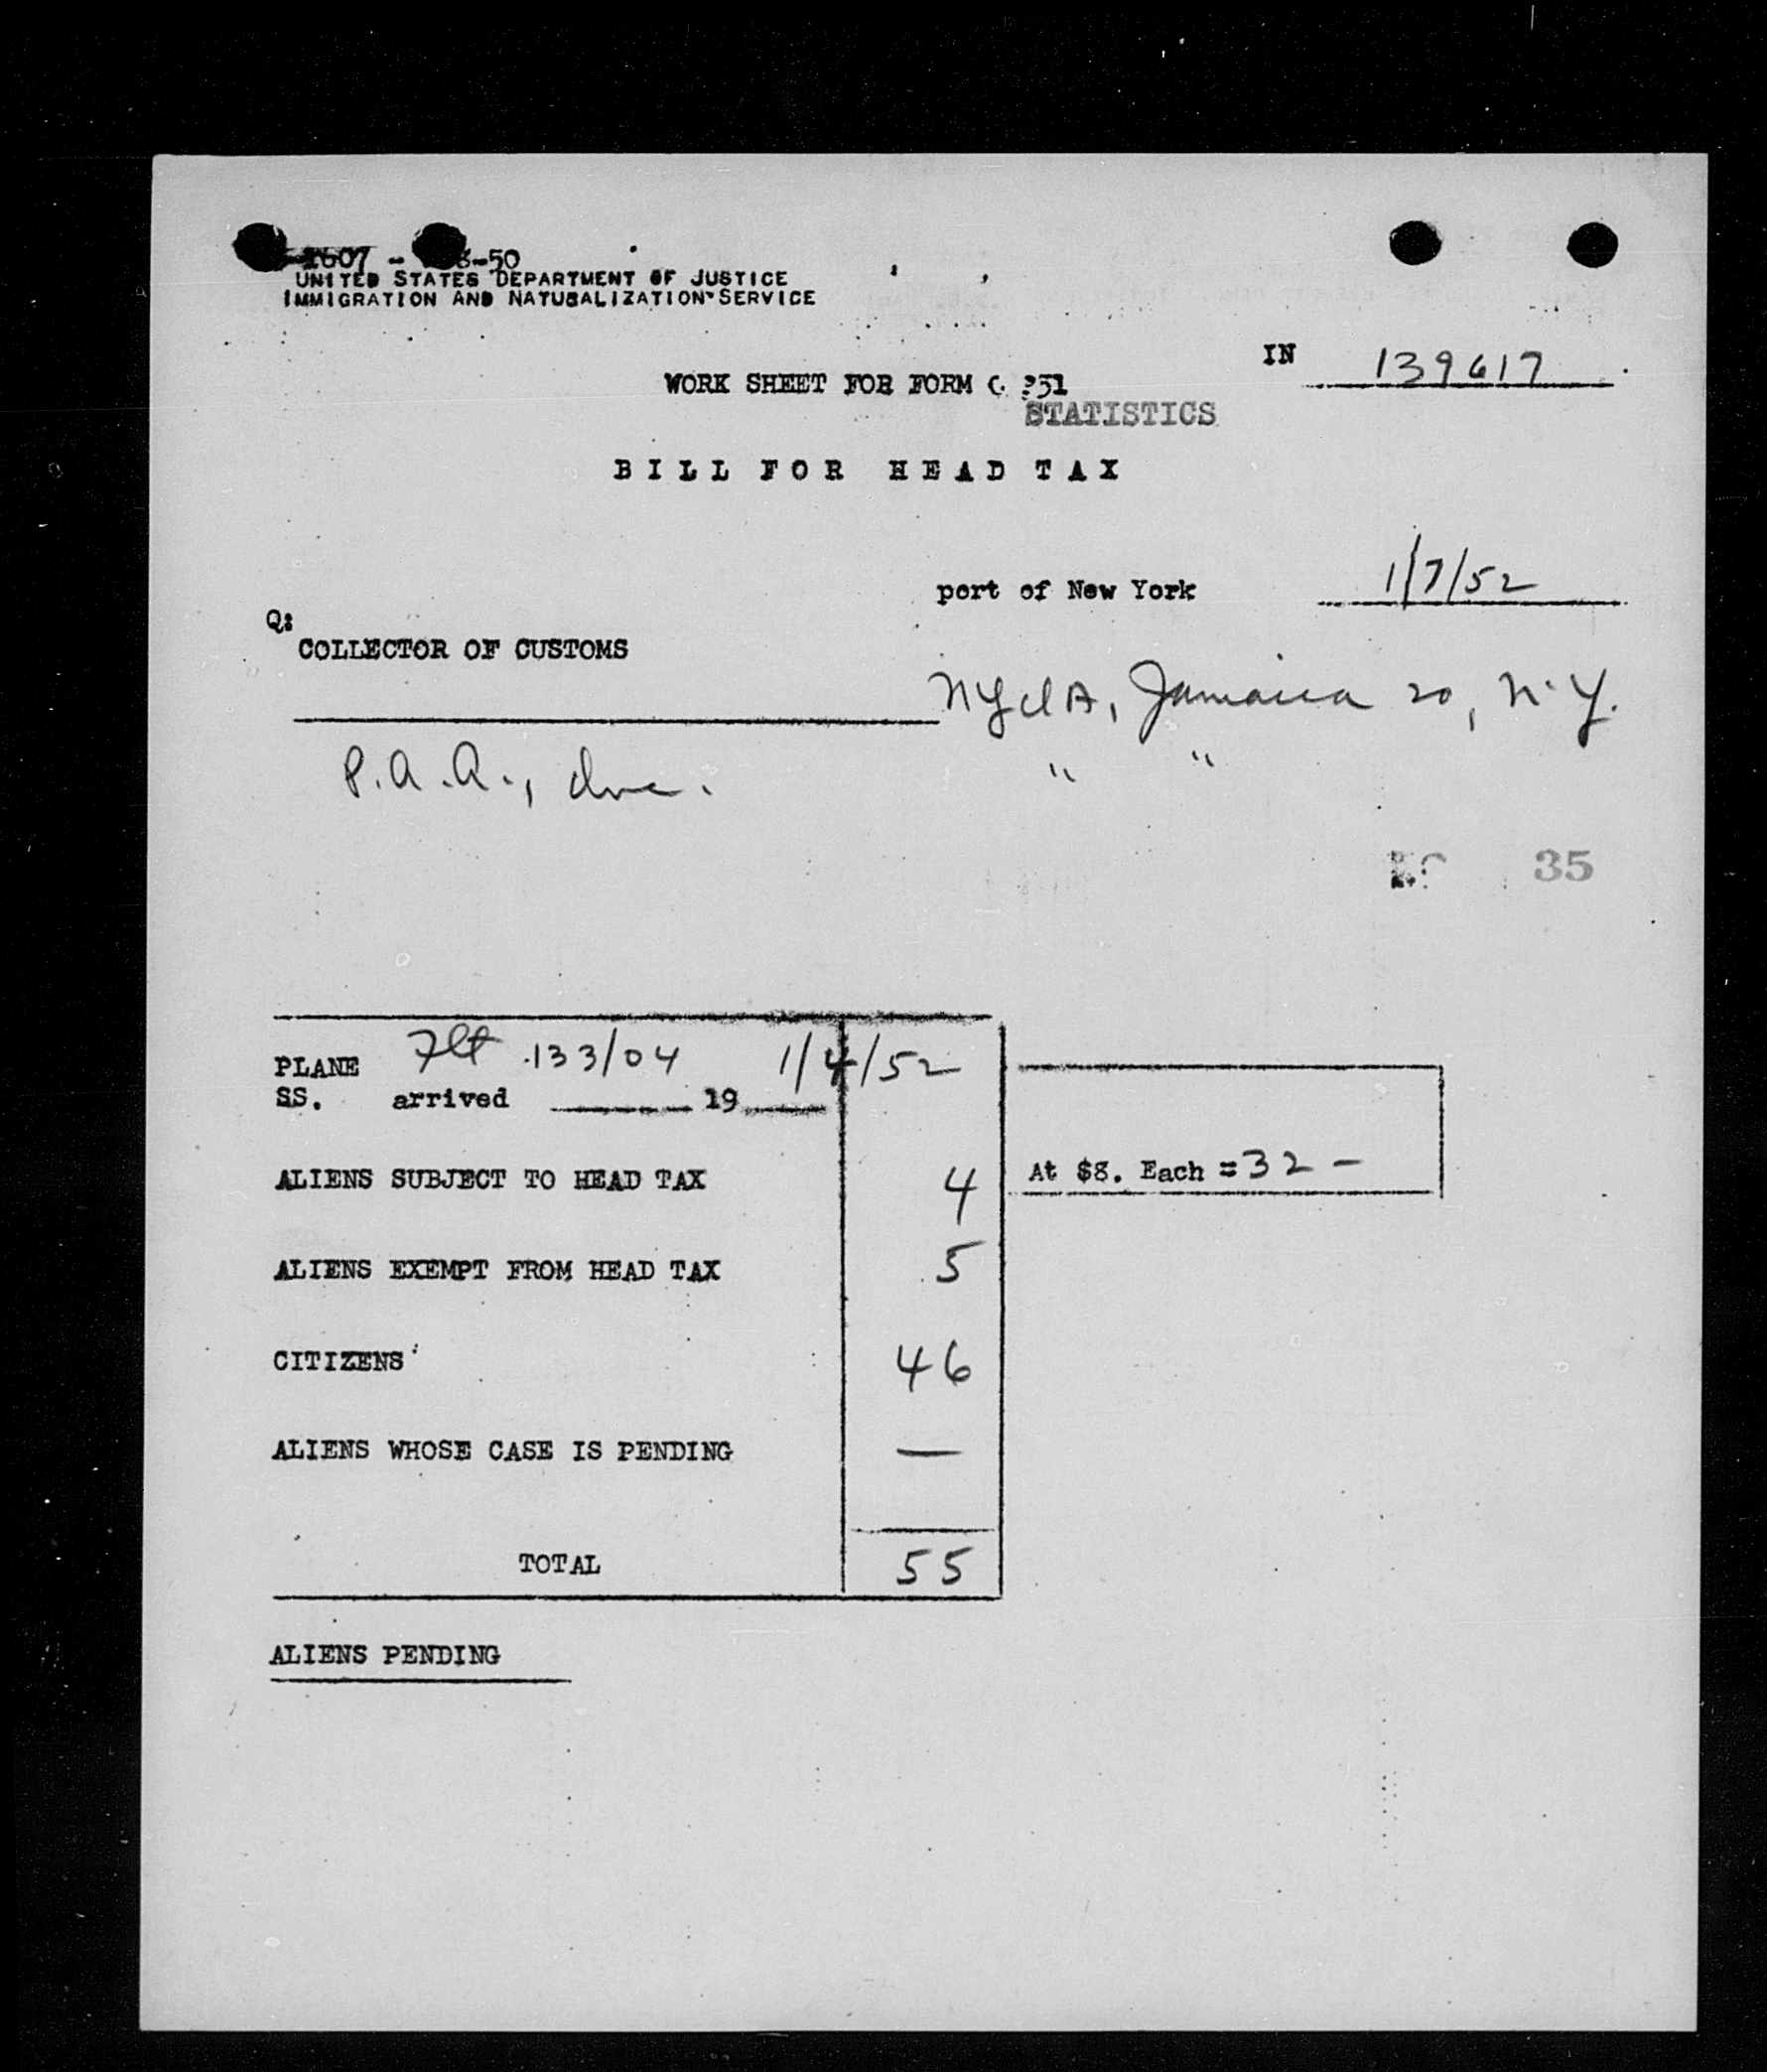 UNITED STATES DEPARTMENT OF JUSTICE
IMMIGRATION AND NATURALIZATION SERVICE
IN 139617
WORK SHEET FOR FORM
STATISTICS
BILL FOR HEAD TAX
port of New York 1/7/52
Q:
COLLECTOR OF CUSTOMS
NYIA, Jamaica 20, N.Y.
P.A.A., Inc. " "
35
PLANE Flt 133/04 1/4/52
SS. arrived 19
ALIENS SUBJECT TO HEAD TAX 4 At $8. Each = 32 -
ALIENS EXEMPT FROM HEAD TAX 5
CITIZENS 46
ALIENS WHOSE CASE IS PENDING —
TOTAL 55
ALIENS PENDING